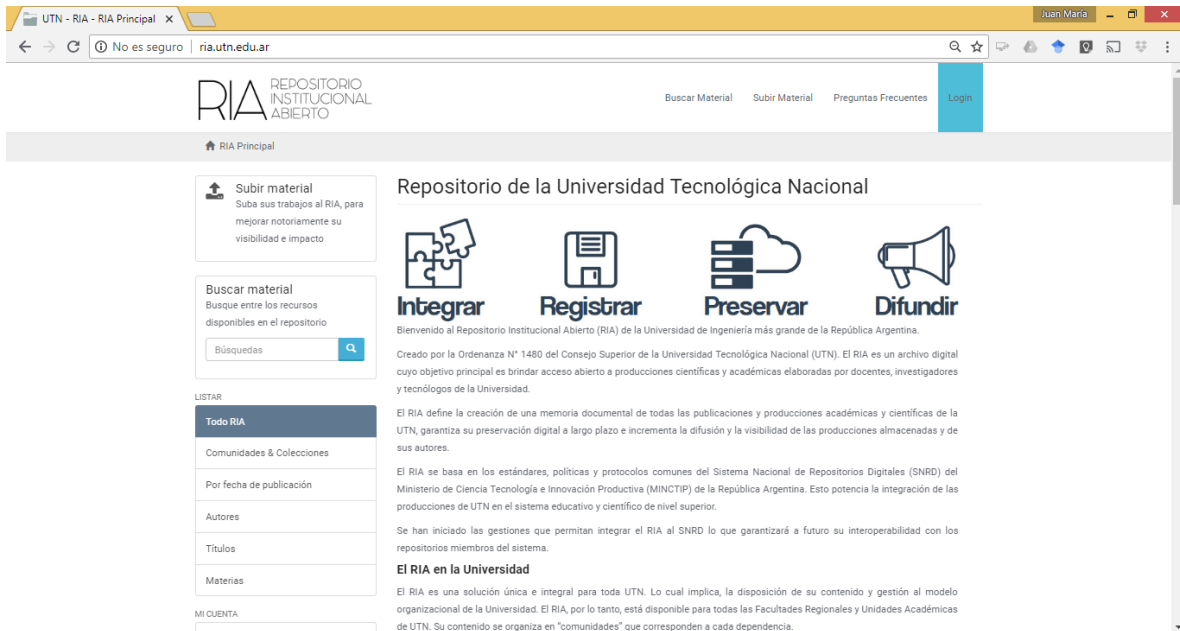 UTN - RIA - RIA Principal
Juan María
No es seguro | ria.utn.edu.ar
RIA REPOSITORIO
INSTITUCIONAL
ABIERTO
Buscar Material Subir Material Preguntas Frecuentes Login
RIA Principal
Subir material
Suba sus trabajos al RIA, para
mejorar notoriamente su
visibilidad e impacto
Buscar material
Busque entre los recursos
disponibles en el repositorio
Búsquedas
LISTAR
Todo RIA
Comunidades & Colecciones
Por fecha de publicación
Autores
Títulos
Materias
MI CUENTA
Repositorio de la Universidad Tecnológica Nacional
Integrar Registrar Preservar Difundir
Bienvenido al Repositorio Institucional Abierto (RIA) de la Universidad de Ingeniería más grande de la República Argentina.
Creado por la Ordenanza N° 1480 del Consejo Superior de la Universidad Tecnológica Nacional (UTN). El RIA es un archivo digital
cuyo objetivo principal es brindar acceso abierto a producciones científicas y académicas elaboradas por docentes, investigadores
y tecnólogos de la Universidad.
El RIA define la creación de una memoria documental de todas las publicaciones y producciones académicas y científicas de la
UTN, garantiza su preservación digital a largo plazo e incrementa la difusión y la visibilidad de las producciones almacenadas y de
sus autores.
El RIA se basa en los estándares, políticas y protocolos comunes del Sistema Nacional de Repositorios Digitales (SNRD) del
Ministerio de Ciencia Tecnología e Innovación Productiva (MINCTIP) de la República Argentina. Esto potencia la integración de las
producciones de UTN en el sistema educativo y científico de nivel superior.
Se han iniciado las gestiones que permitan integrar el RIA al SNRD lo que garantizará a futuro su interoperabilidad con los
repositorios miembros del sistema.
El RIA en la Universidad
El RIA es una solución única e integral para toda UTN. Lo cual implica, la disposición de su contenido y gestión al modelo
organizacional de la Universidad. El RIA, por lo tanto, está disponible para todas las Facultades Regionales y Unidades Académicas
de UTN. Su contenido se organiza en "comunidades" que corresponden a cada dependencia.